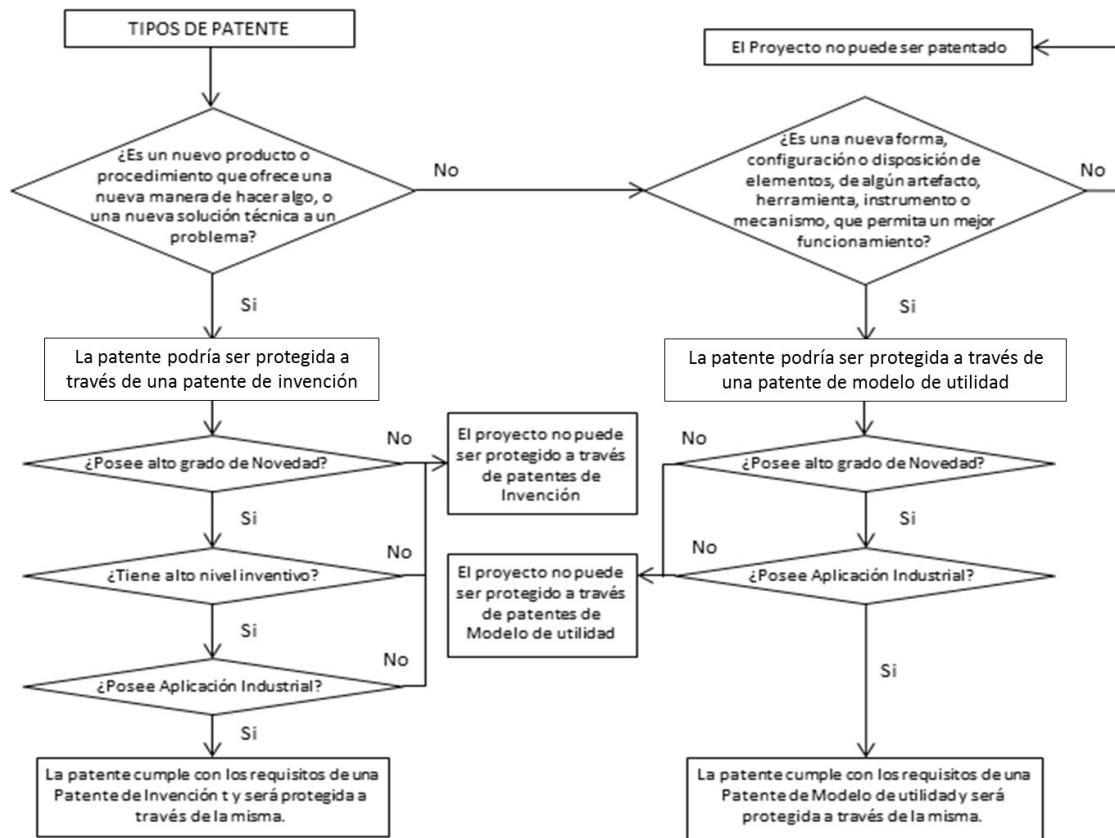 TIPOS DE PATENTE
El Proyecto no puede ser patentado
¿Es un nuevo producto o
procedimiento que ofrece una
nueva manera de hacer algo, o
una nueva solución técnica a un
problema?
No
¿Es una nueva forma,
configuración o disposición de
elementos, de algún artefacto,
herramienta, instrumento o
mecanismo, que permita un mejor
funcionamiento?
No
Si
Si
La patente podría ser protegida a
través de una patente de invención
La patente podría ser protegida a través de
una patente de modelo de utilidad
¿Posee alto grado de Novedad?
No
El proyecto no puede
ser protegido a través
de patentes de
Invención
No
¿Posee alto grado de Novedad?
Si
Si
¿Tiene alto nivel inventivo?
No
El proyecto no puede
ser protegido a través
de patentes de
Modelo de utilidad
No
¿Posee Aplicación Industrial?
Si
No
¿Posee Aplicación Industrial?
Si
Si
La patente cumple con los requisitos de una
Patente de Invención t y será protegida a
través de la misma.
La patente cumple con los requisitos de una
Patente de Modelo de utilidad y será
protegida a través de la misma.